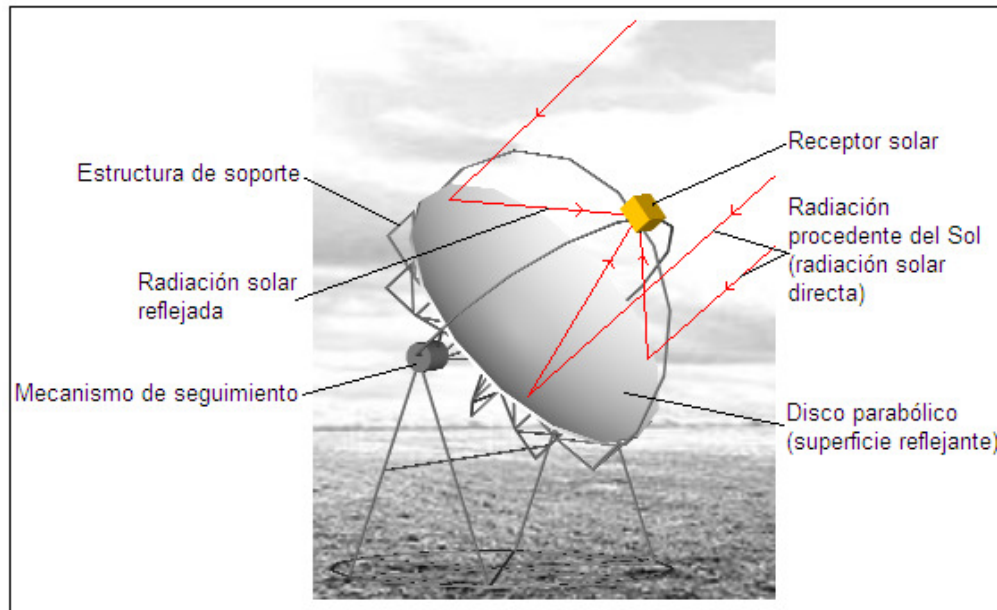 Estructura de soporte
Radiación solar
reflejada
Mecanismo de seguimiento
Receptor solar
Radiación
procedente del Sol
(radiación solar
directa)
Disco parabólico
(superficie reflejante)